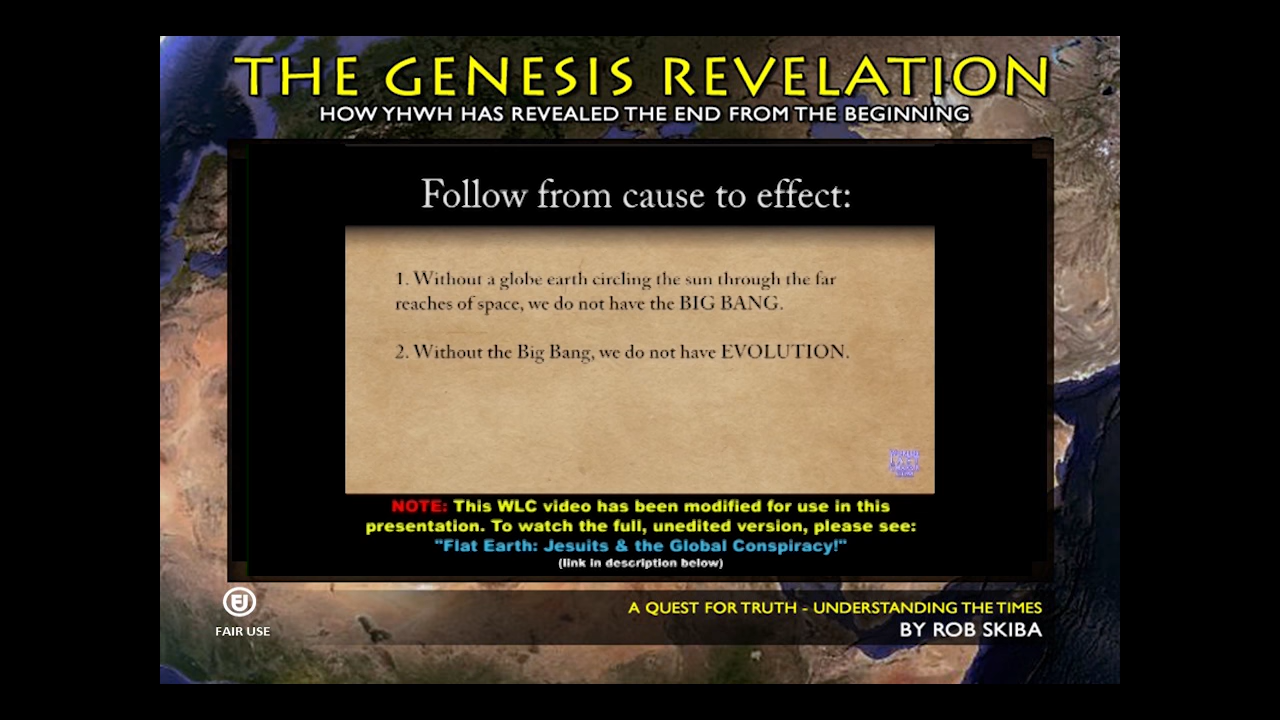 THE GENESIS REVELATION
HOW YHWH HAS REVEALED THE END FROM THE BEGINNING
Follow from cause to effect:
1. Without a globe earth circling the sun through the far
reaches of space, we do not have the BIG BANG.
2. Without the Big Bang, we do not have EVOLUTION.
NOTE: This WLC video has been modified for use in this
presentation. To watch the full, unedited version, please see:
"Flat Earth: Jesuits & the Global Conspiracy!"
(link in description below)
FAIR USE
A QUEST FOR TRUTH - UNDERSTANDING THE TIMES
BY ROB SKIBA